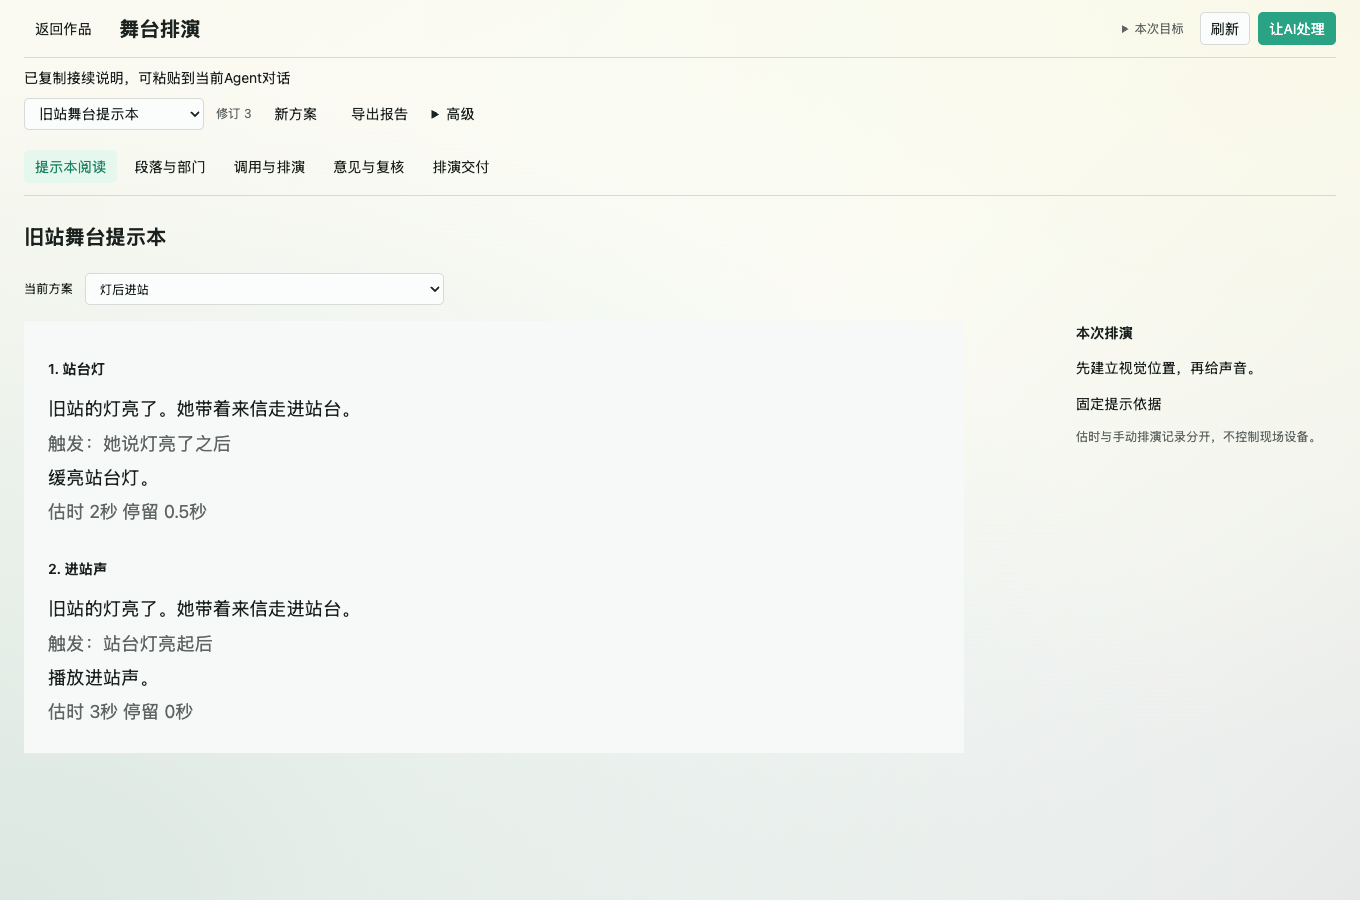 返回作品 舞台排演 ▶ 本次目标 刷新 让AI处理
已复制接续说明，可粘贴到当前Agent对话
旧站舞台提示本 修订 3 新方案 导出报告 ▶ 高级
提示本阅读 段落与部门 调用与排演 意见与复核 排演交付
旧站舞台提示本
当前方案 灯后进站
1. 站台灯
旧站的灯亮了。她带着来信走进站台。
触发：她说灯亮了之后
缓亮站台灯。
估时 2秒 停留 0.5秒
2. 进站声
旧站的灯亮了。她带着来信走进站台。
触发：站台灯亮起后
播放进站声。
估时 3秒 停留 0秒
本次排演
先建立视觉位置，再给声音。
固定提示依据
估时与手动排演记录分开，不控制现场设备。